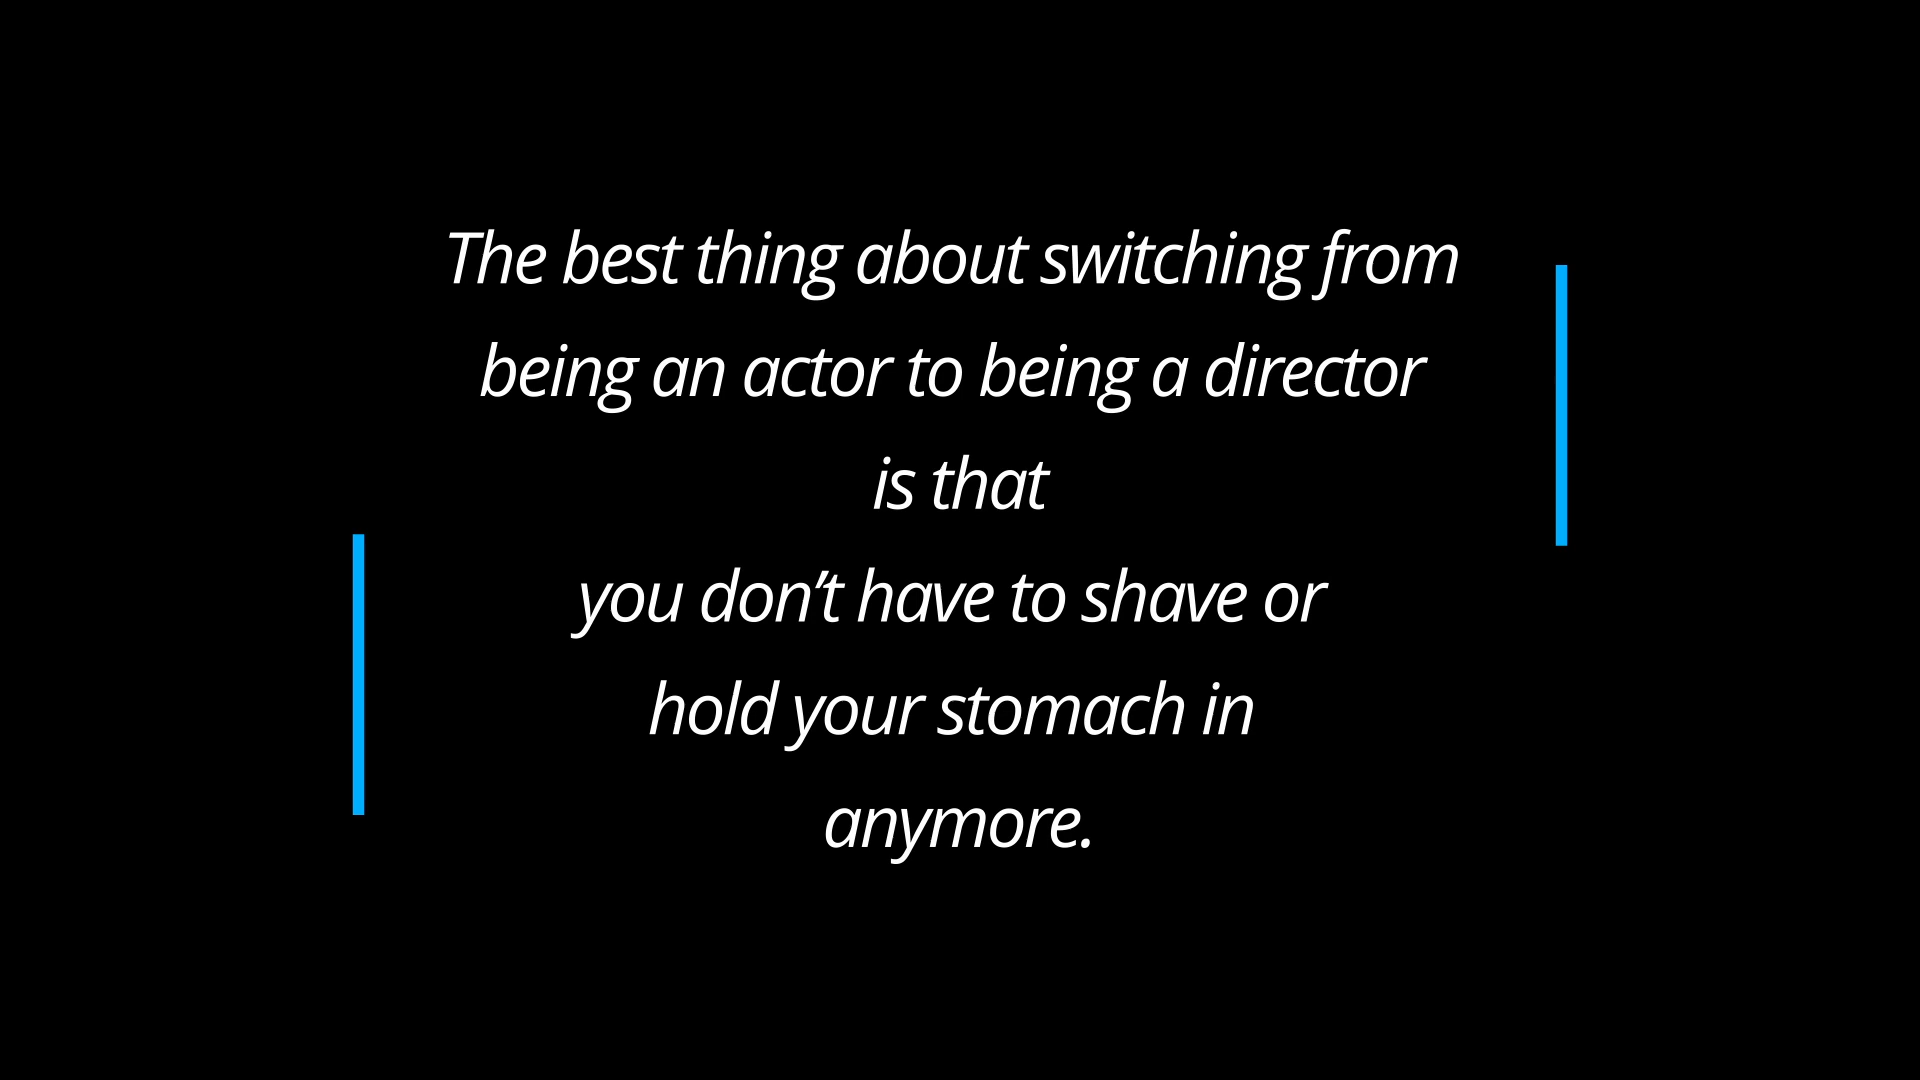 The best thing about switching from
being an actor to being a director
is that
you don’t have to shave or
hold your stomach in
anymore.